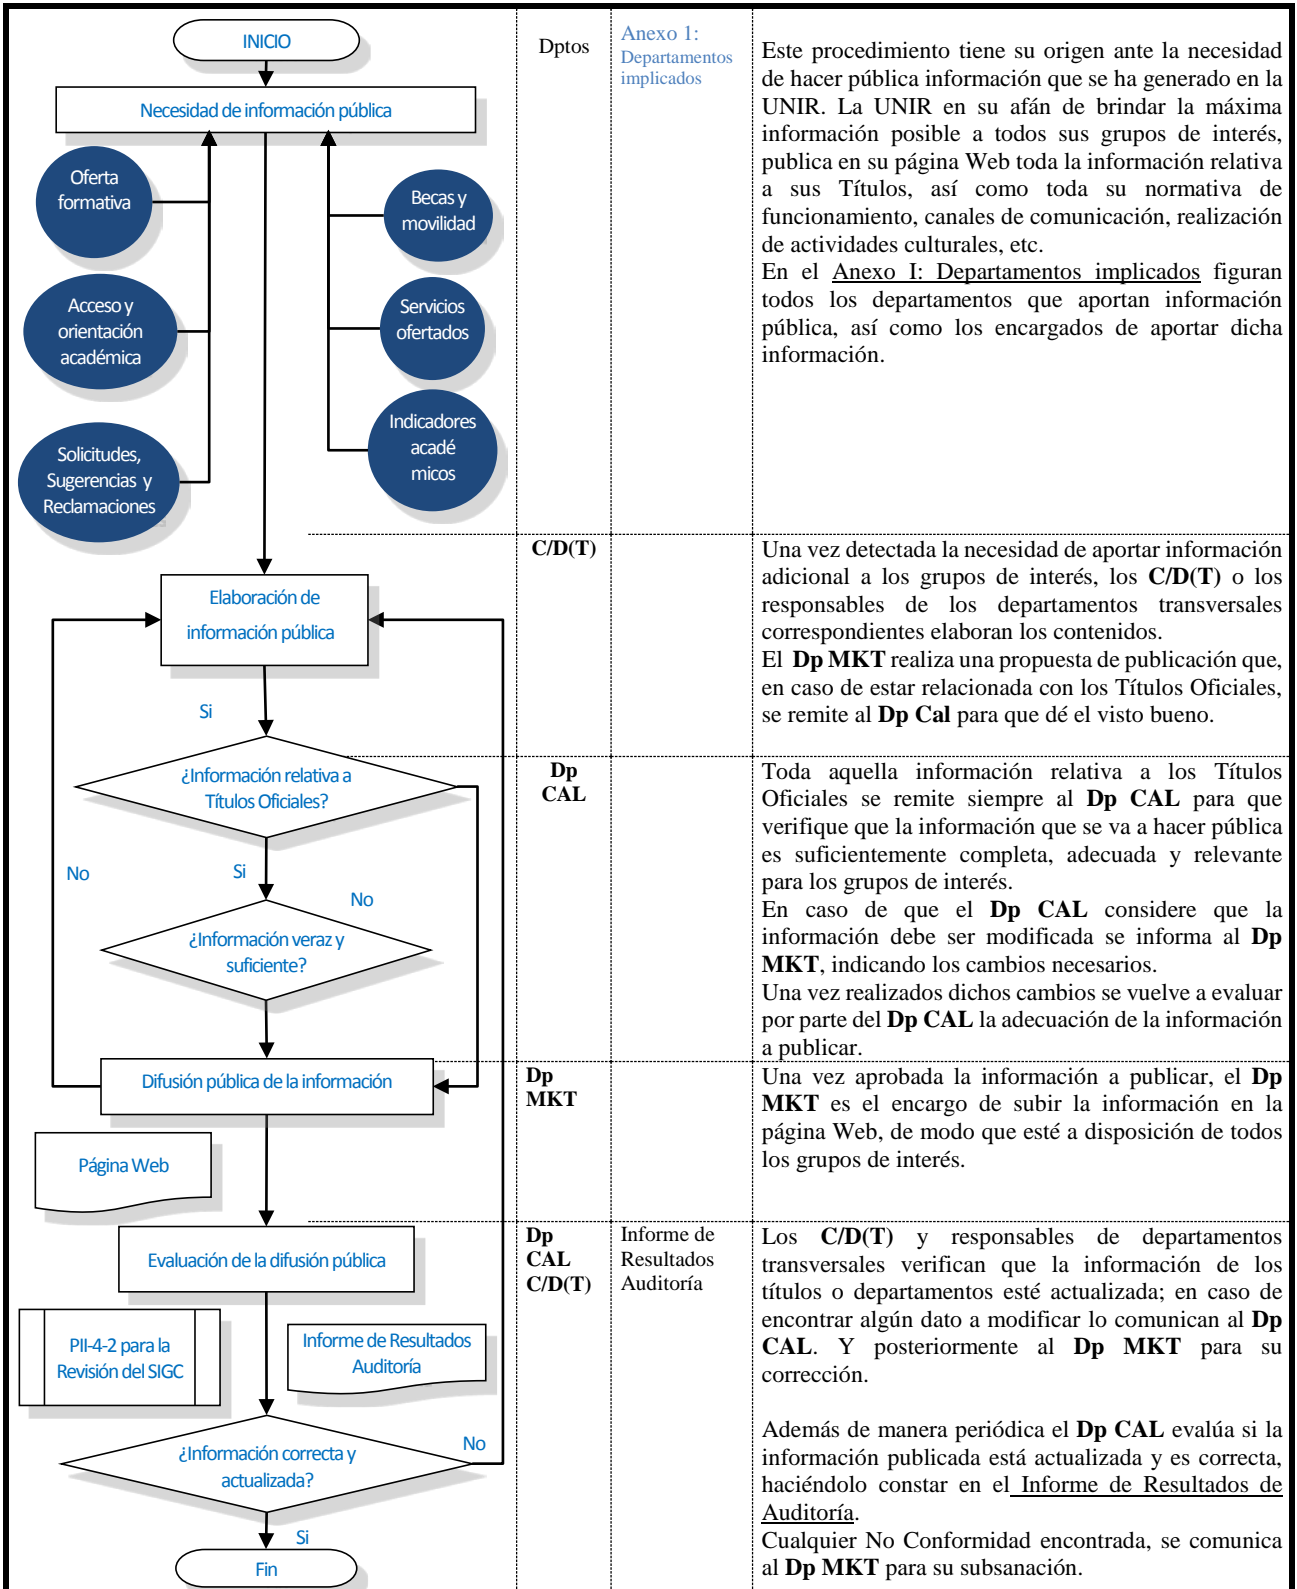 INICIO
Necesidad de información pública
Oferta
formativa
Becas y
movilidad
Acceso y
orientación
académica
Servicios
ofertados
Indicadores
acadé
micos
Solicitudes,
Sugerencias y
Reclamaciones
Dptos
Anexo 1:
Departamentos
implicados
Este procedimiento tiene su origen ante la necesidad
de hacer pública información que se ha generado en la
UNIR. La UNIR en su afán de brindar la máxima
información posible a todos sus grupos de interés,
publica en su página Web toda la información relativa
a sus Títulos, así como toda su normativa de
funcionamiento, canales de comunicación, realización
de actividades culturales, etc.
En el Anexo I: Departamentos implicados figuran
todos los departamentos que aportan información
pública, así como los encargados de aportar dicha
información.
Elaboración de
información pública
Si
C/D(T)
Una vez detectada la necesidad de aportar información
adicional a los grupos de interés, los C/D(T) o los
responsables de los departamentos transversales
correspondientes elaboran los contenidos.
El Dp MKT realiza una propuesta de publicación que,
en caso de estar relacionada con los Títulos Oficiales,
se remite al Dp Cal para que dé el visto bueno.
¿Información relativa a
Títulos Oficiales?
No
Si
No
¿Información veraz y
suficiente?
Dp
CAL
Toda aquella información relativa a los Títulos
Oficiales se remite siempre al Dp CAL para que
verifique que la información que se va a hacer pública
es suficientemente completa, adecuada y relevante
para los grupos de interés.
En caso de que el Dp CAL considere que la
información debe ser modificada se informa al Dp
MKT, indicando los cambios necesarios.
Una vez realizados dichos cambios se vuelve a evaluar
por parte del Dp CAL la adecuación de la información
a publicar.
Difusión pública de la información
Página Web
Dp
MKT
Una vez aprobada la información a publicar, el Dp
MKT es el encargo de subir la información en la
página Web, de modo que esté a disposición de todos
los grupos de interés.
Evaluación de la difusión pública
PII-4-2 para la
Revisión del SIGC
Informe de Resultados
Auditoría
¿Información correcta y
actualizada?
No
Si
Fin
Dp
CAL
C/D(T)
Informe de
Resultados
Auditoría
Los C/D(T) y responsables de departamentos
transversales verifican que la información de los
títulos o departamentos esté actualizada; en caso de
encontrar algún dato a modificar lo comunican al Dp
CAL. Y posteriormente al Dp MKT para su
corrección.
Además de manera periódica el Dp CAL evalúa si la
información publicada está actualizada y es correcta,
haciéndolo constar en el Informe de Resultados de
Auditoría.
Cualquier No Conformidad encontrada, se comunica
al Dp MKT para su subsanación.